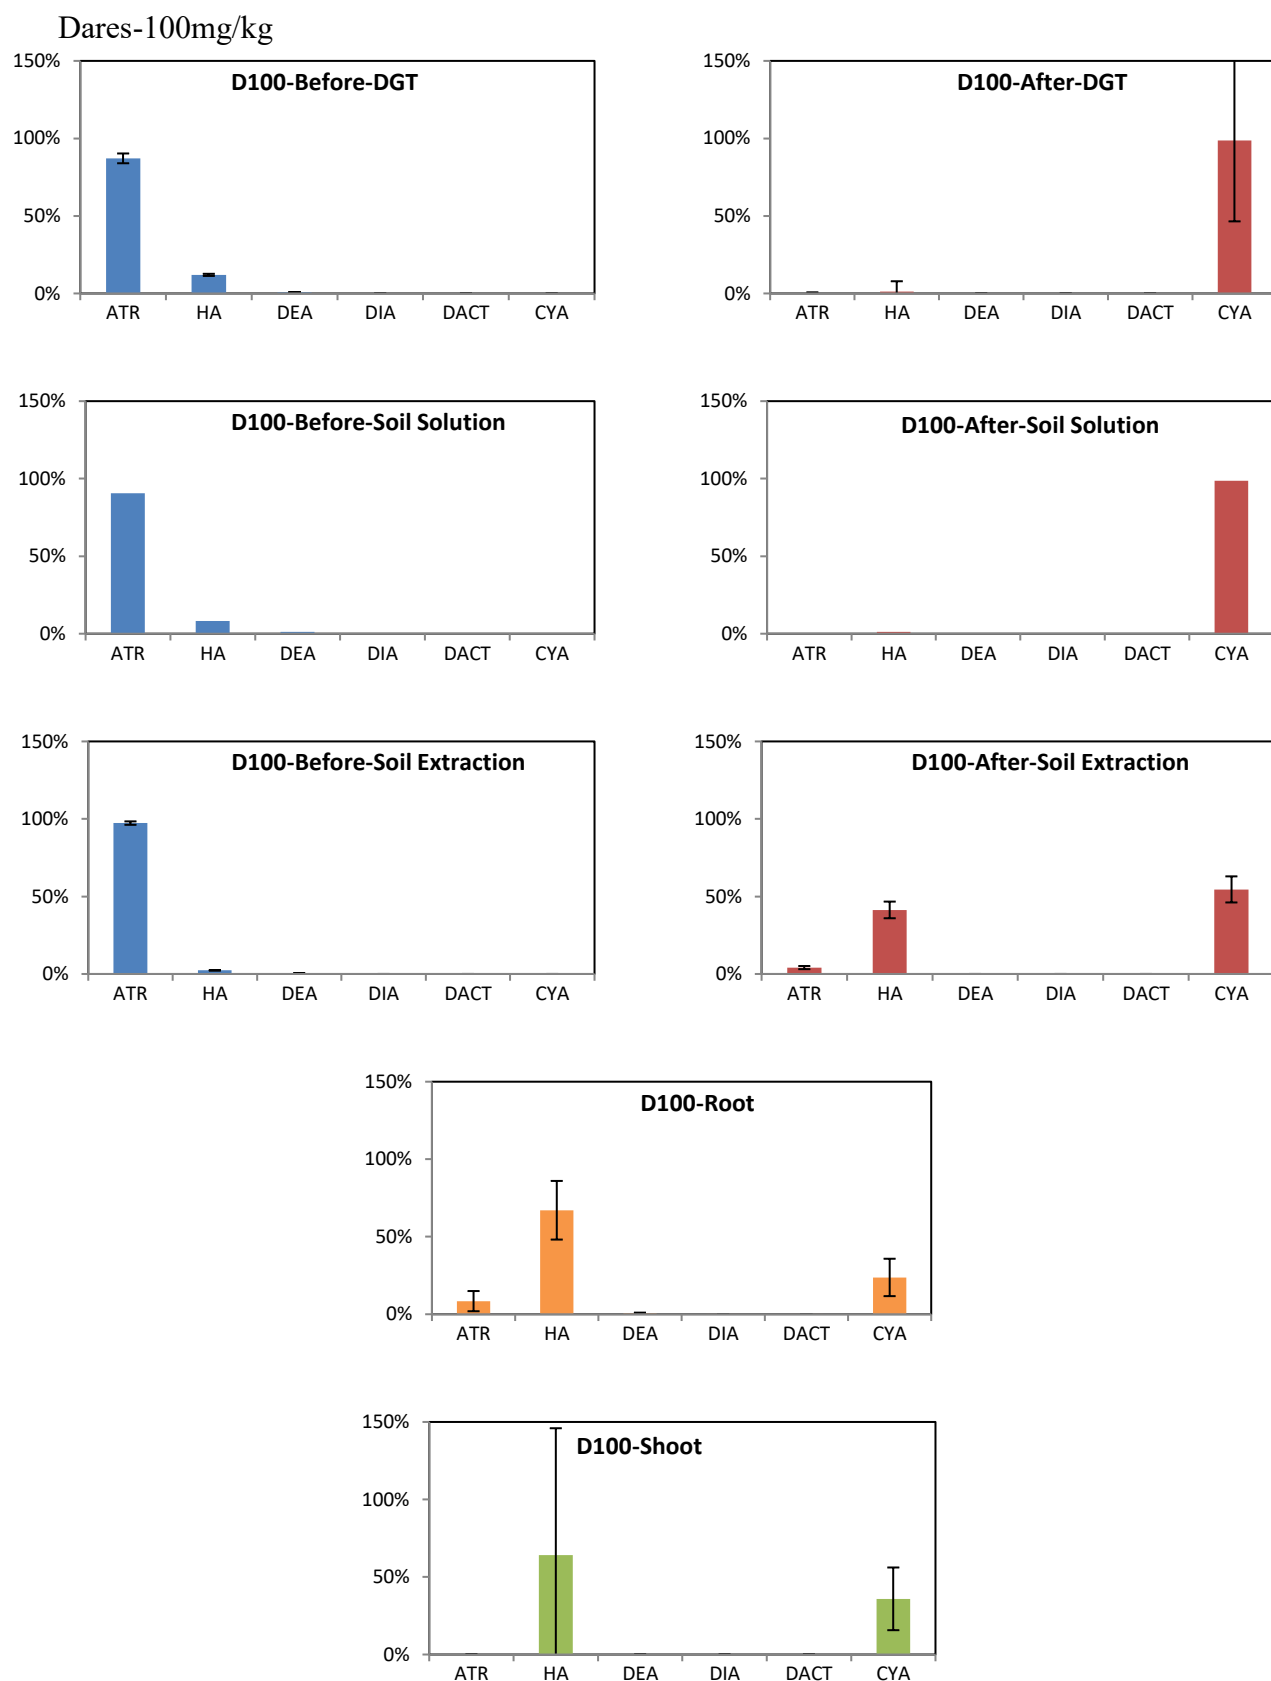 Dares-100mg/kg
D100-Before-DGT
150%
100%
50%
0%
ATR HA DEA DIA DACT CYA
D100-After-DGT
150%
100%
50%
0%
ATR HA DEA DIA DACT CYA
D100-Before-Soil Solution
150%
100%
50%
0%
ATR HA DEA DIA DACT CYA
D100-After-Soil Solution
150%
100%
50%
0%
ATR HA DEA DIA DACT CYA
D100-Before-Soil Extraction
150%
100%
50%
0%
ATR HA DEA DIA DACT CYA
D100-After-Soil Extraction
150%
100%
50%
0%
ATR HA DEA DIA DACT CYA
D100-Root
150%
100%
50%
0%
ATR HA DEA DIA DACT CYA
D100-Shoot
150%
100%
50%
0%
ATR HA DEA DIA DACT CYA